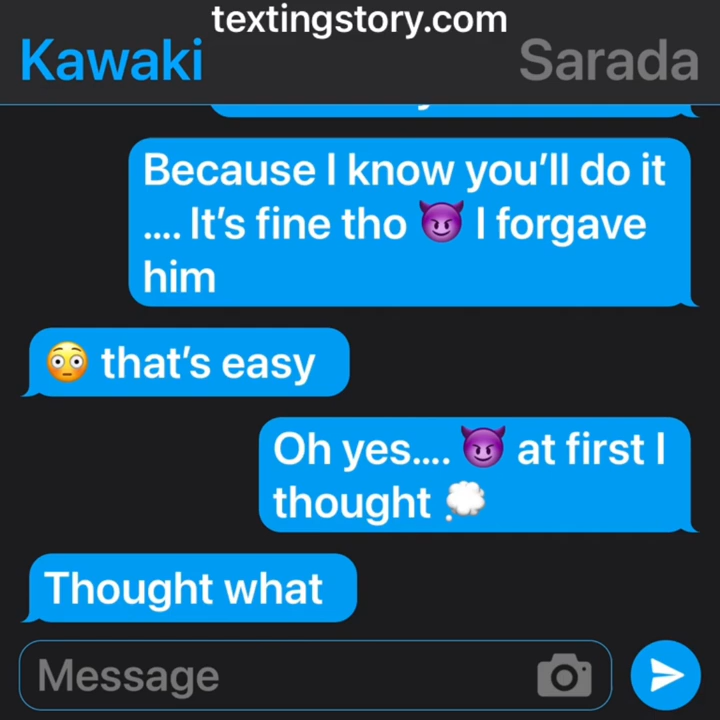 textingstory.com
Kawaki Sarada
Because I know you'll do it
.... It's fine tho 😈 I forgave
him
😳 that's easy
Oh yes.... 😈 at first I
thought 💭
Thought what
Message